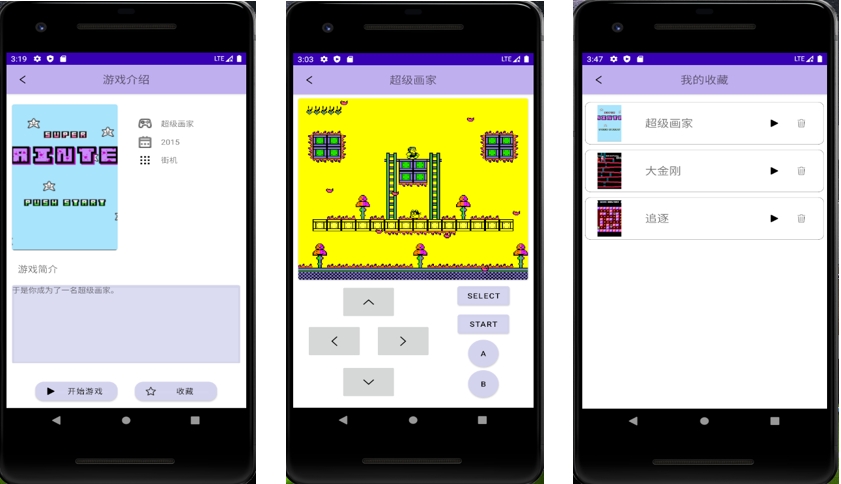 3:19
LTE
游戏介绍
SUPER
AINTE
PUSH START
超级画家
2015
街机
游戏简介
于是你成为了一名超级画家。
开始游戏
收藏
3:03
LTE
超级画家
SELECT
START
A
B
3:47
LTE
我的收藏
超级画家
大金刚
追逐